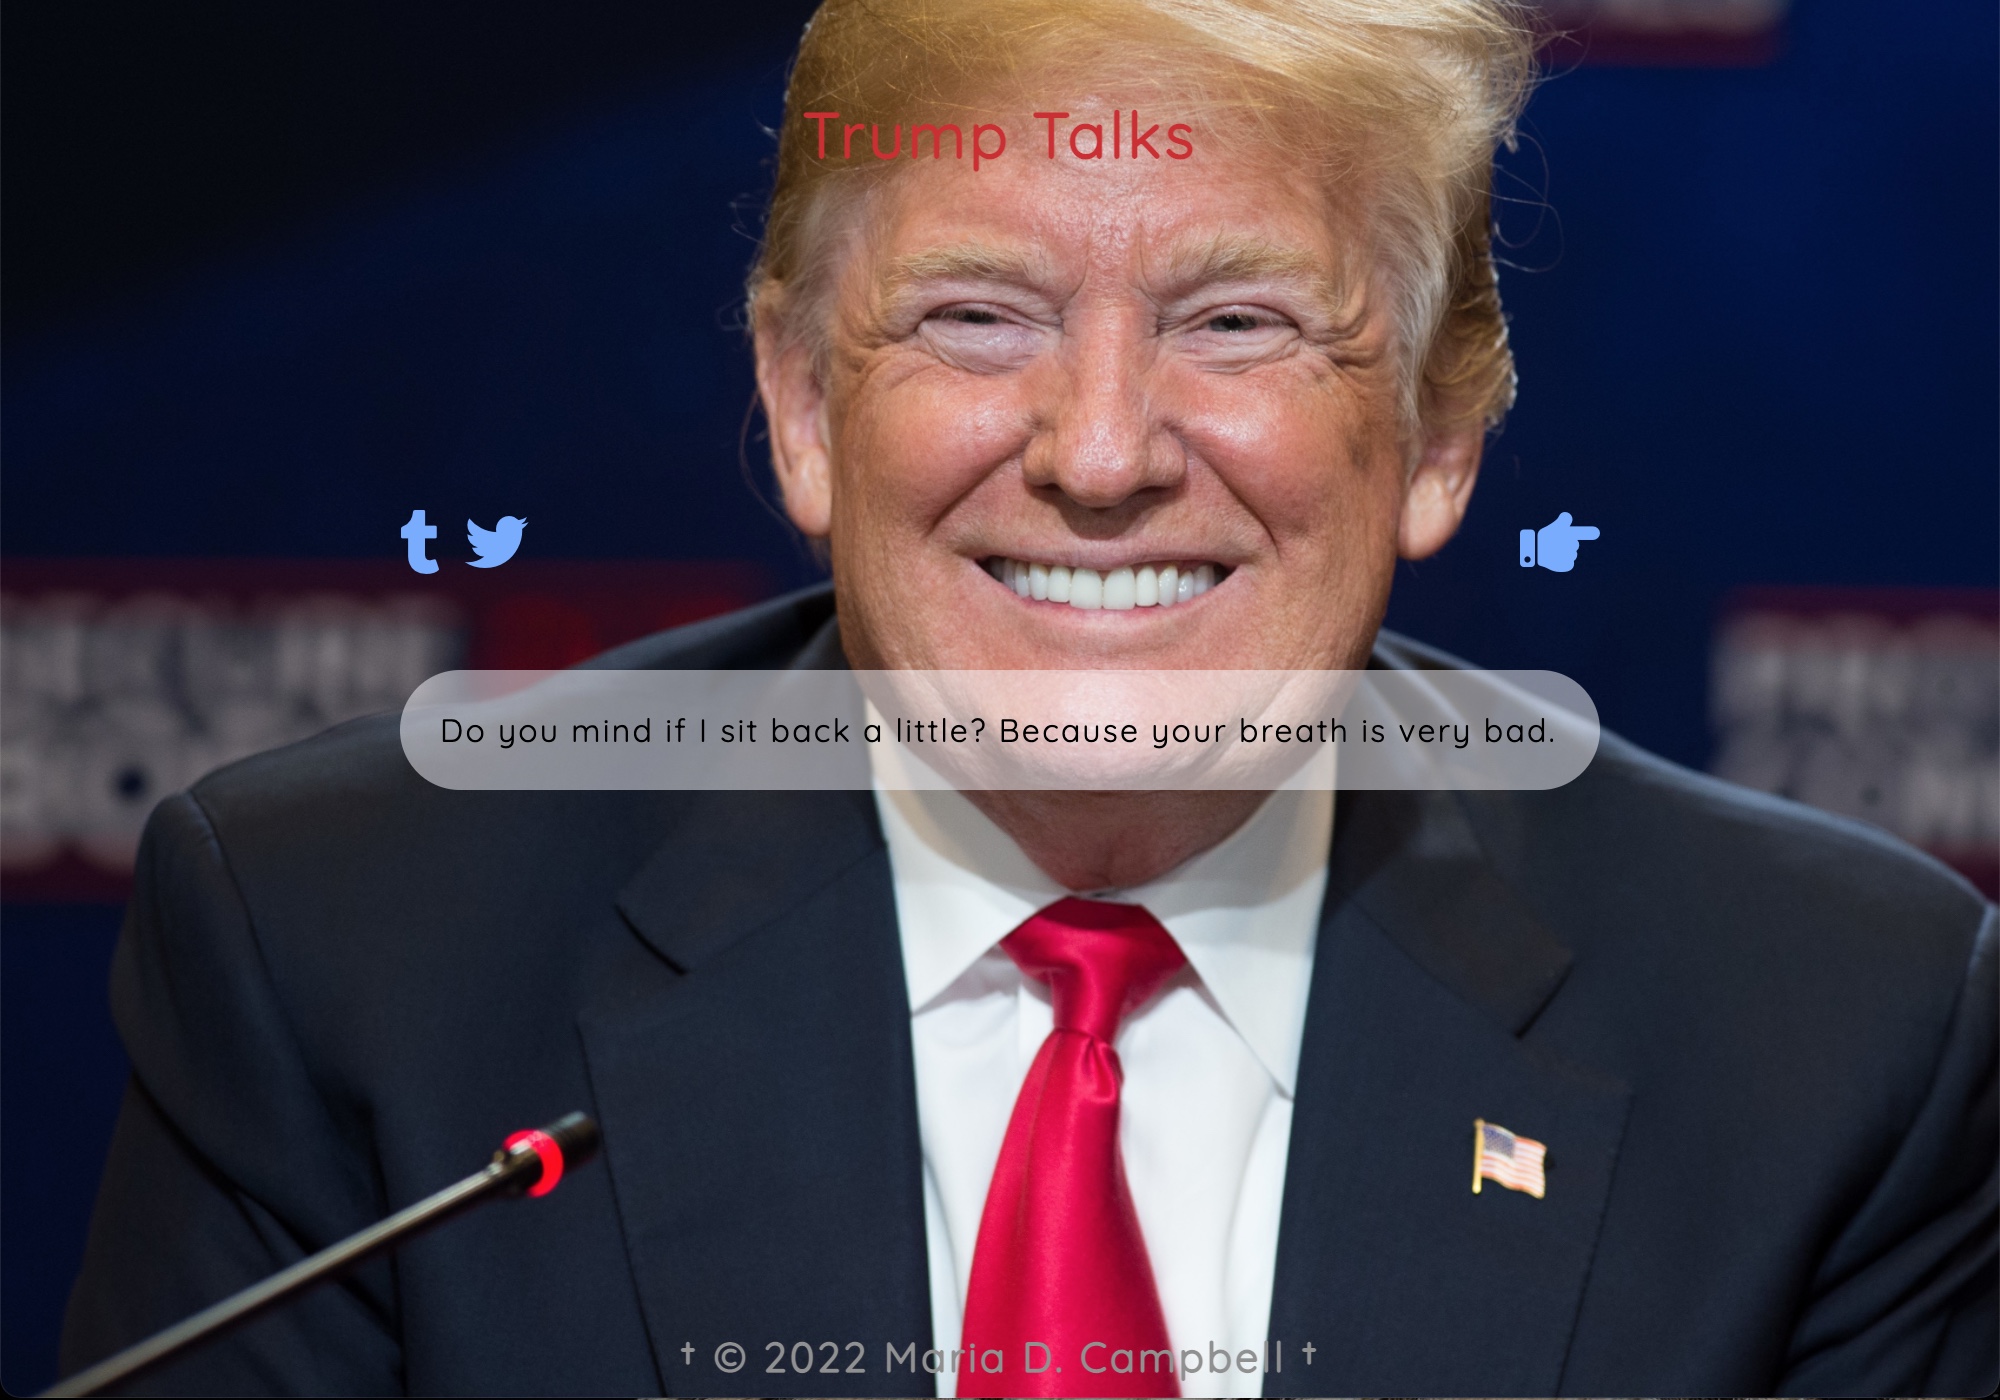 Trump Talks
Do you mind if I sit back a little? Because your breath is very bad.
† © 2022 Maria D. Campbell †